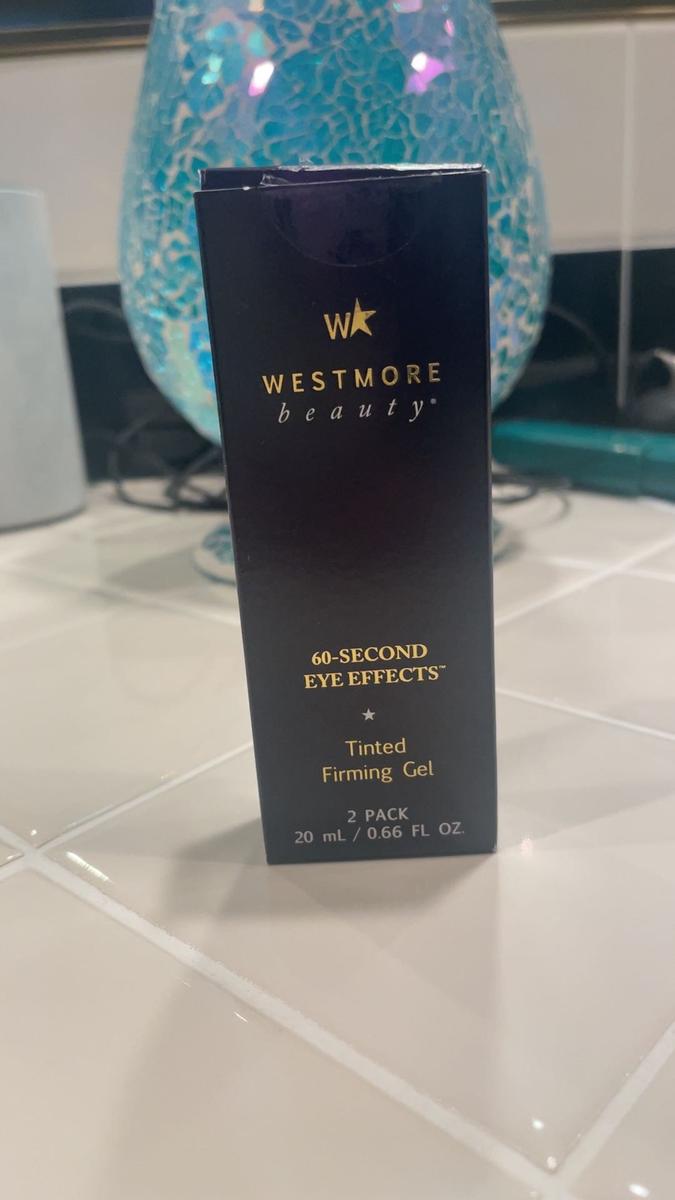 W
WESTMORE
beauty®
60-SECOND
EYE EFFECTS™
Tinted
Firming Gel
2 PACK
20 mL / 0.66 FL OZ.